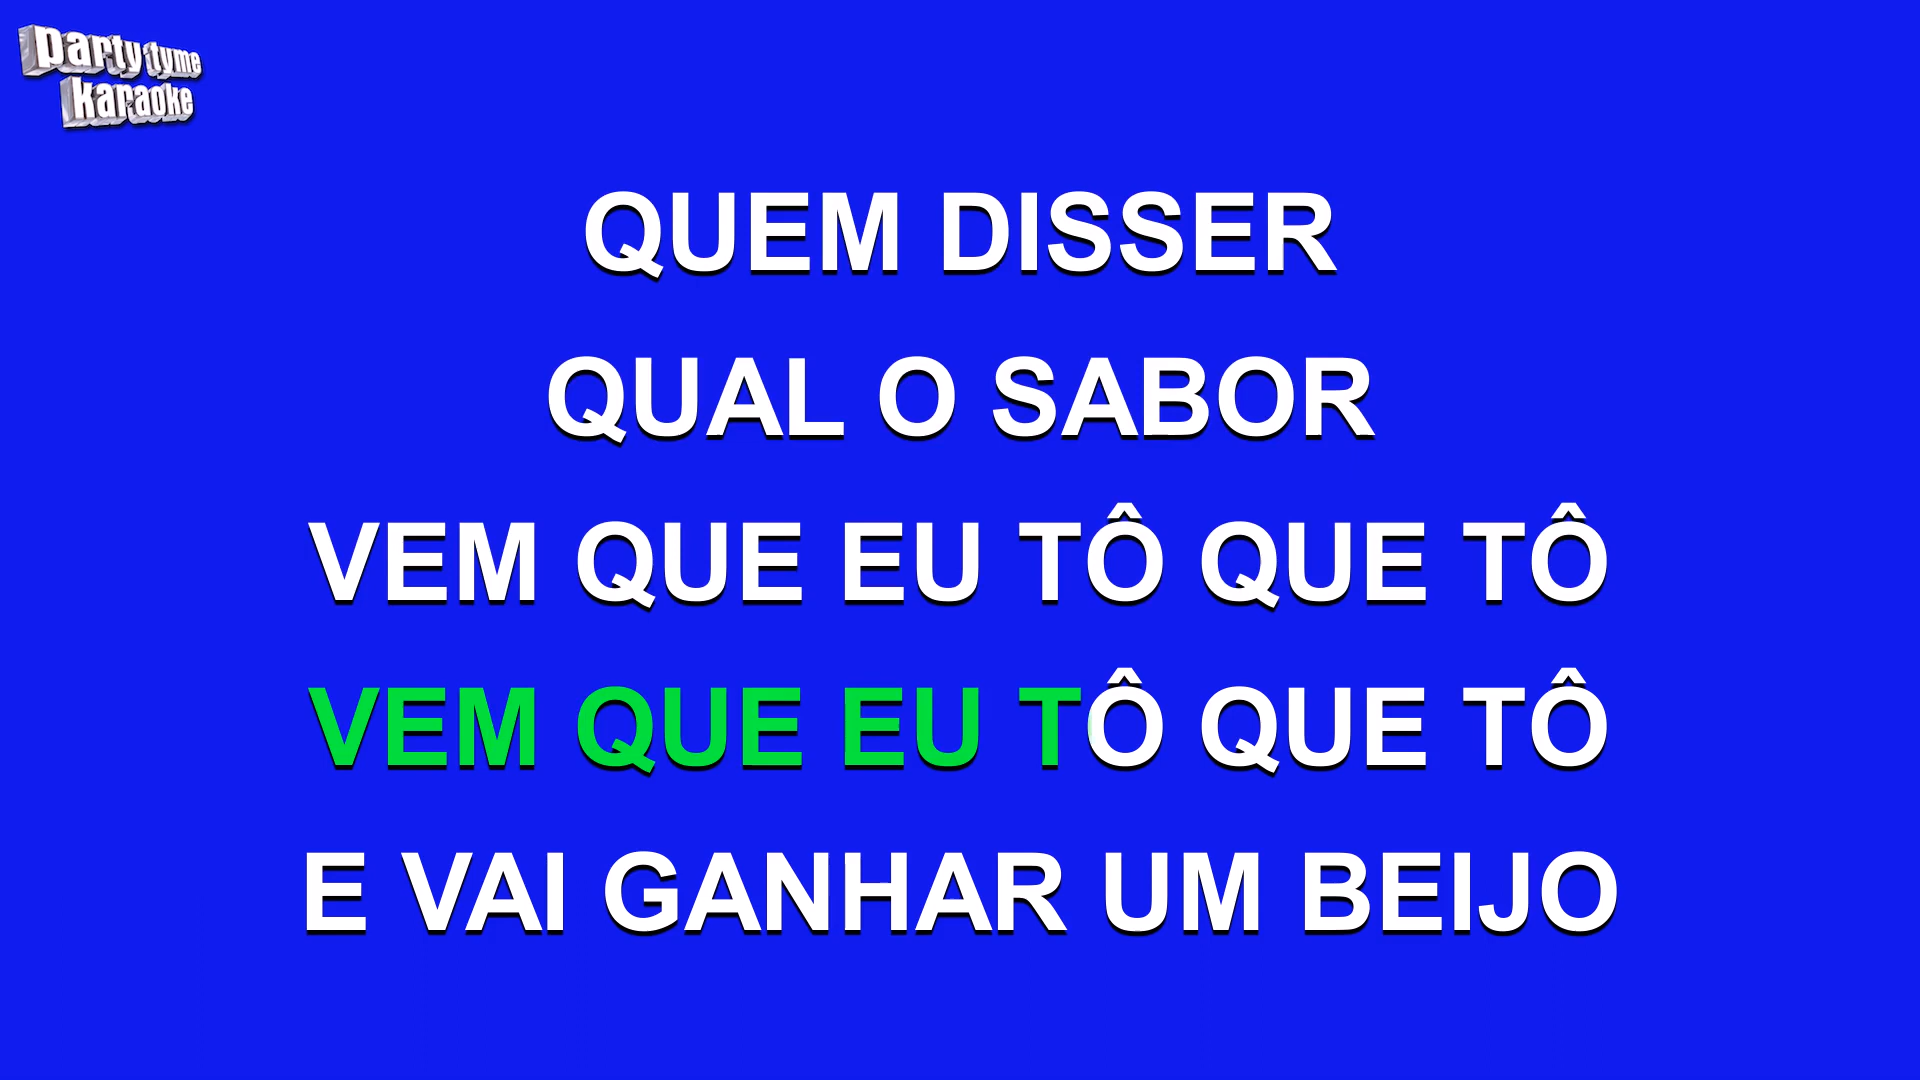 party tyme
karaoke
QUEM DISSER
QUAL O SABOR
VEM QUE EU TÔ QUE TÔ
VEM QUE EU TÔ QUE TÔ
E VAI GANHAR UM BEIJO